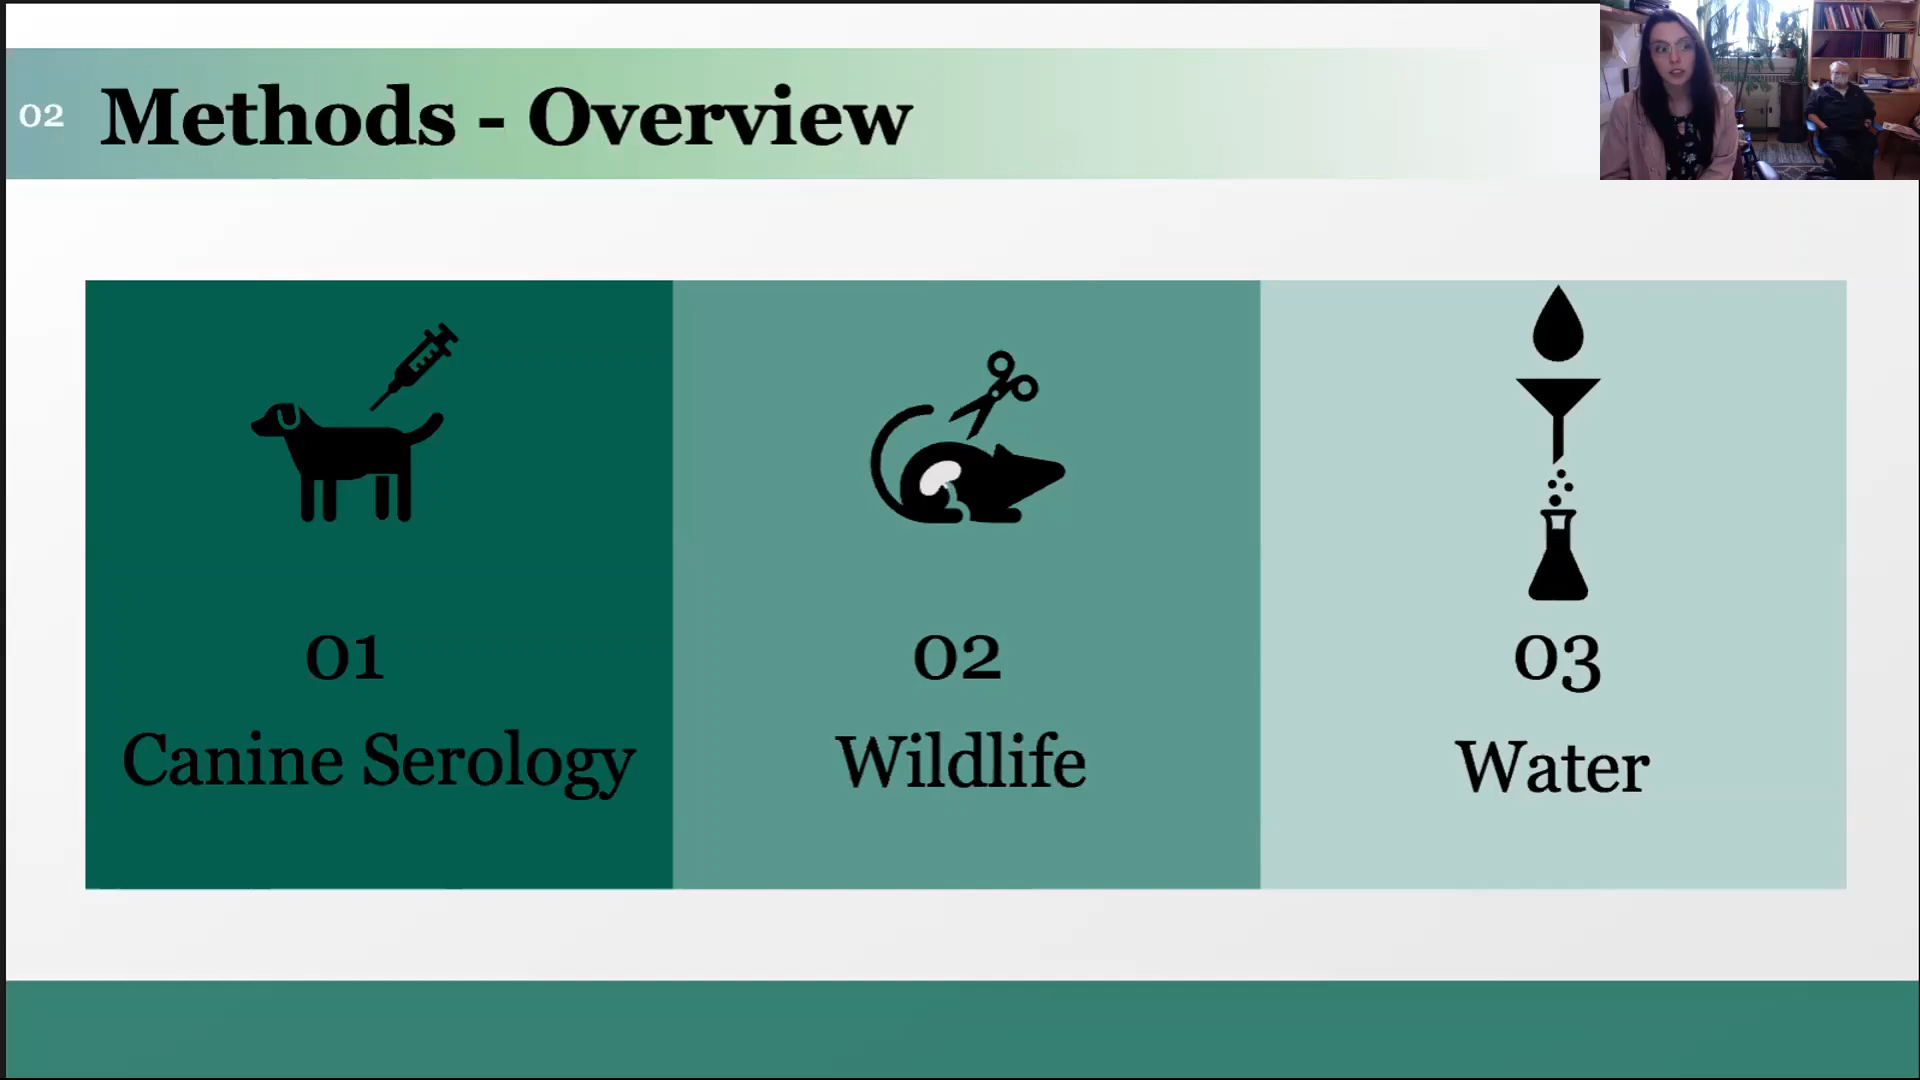 02
Methods - Overview
01
Canine Serology
02
Wildlife
03
Water